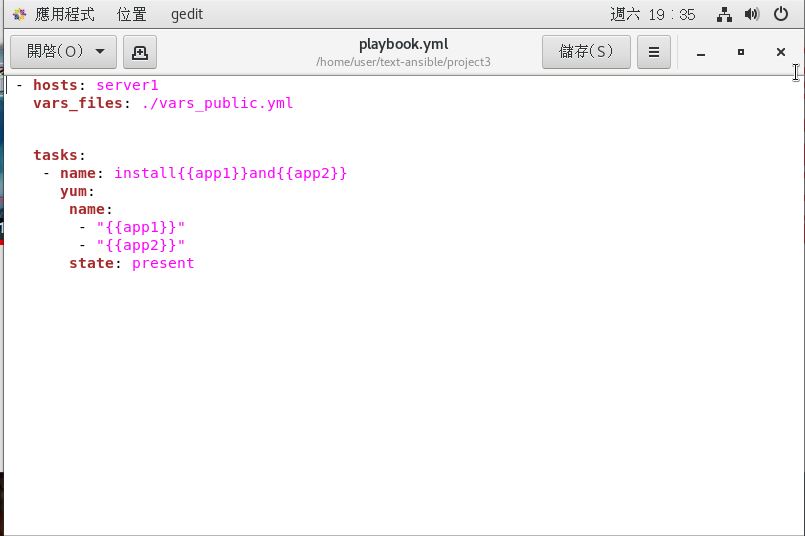 應用程式 位置 gedit 週六 19：35
開啓(O) playbook.yml 儲存(S)
/home/user/text-ansible/project3
- hosts: server1
  vars_files: ./vars_public.yml
  tasks:
   - name: install{{app1}}and{{app2}}
     yum:
      name:
       - "{{app1}}"
       - "{{app2}}"
      state: present